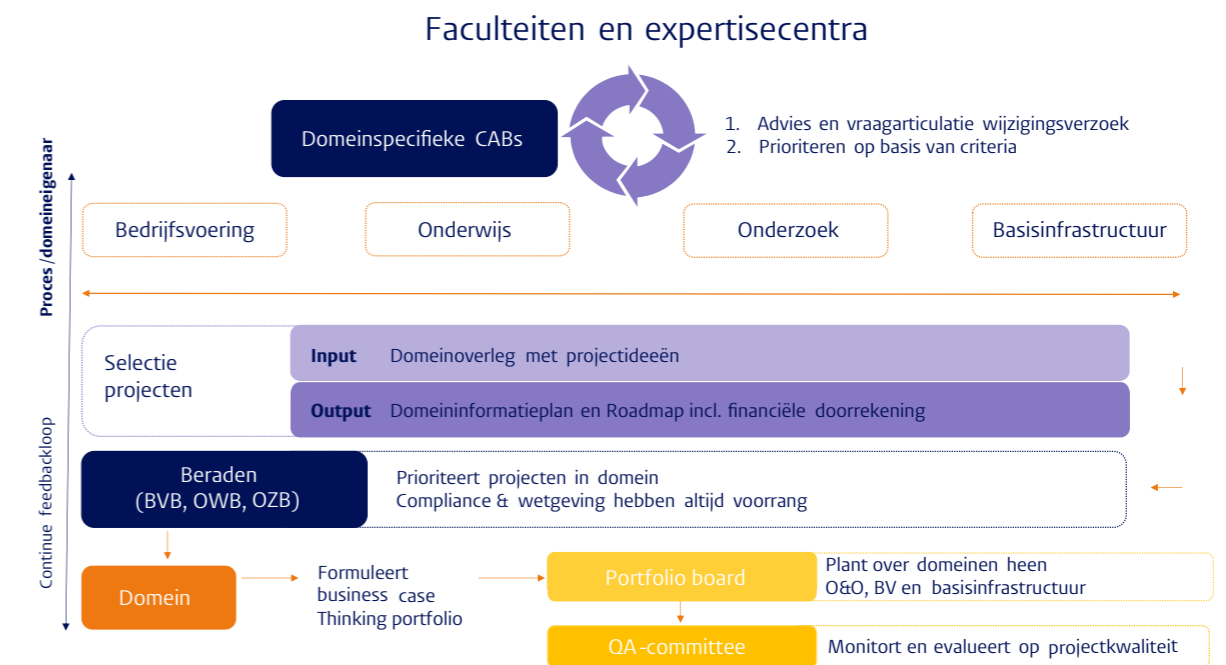 Faculteiten en expertisecentra
Domeinspecifieke CABs
1. Advies en vraagarticulatie wijzigingsverzoek
2. Prioriteren op basis van criteria
Proces/domeineigenaar
Bedrijfsvoering
Onderwijs
Onderzoek
Basisinfrastructuur
Selectie
projecten
Input Domeinoverleg met projectideeën
Output Domeininformatieplan en Roadmap incl. financiële doorrekening
Continue feedbackloop
Beraden
(BVB, OWB, OZB)
Prioriteert projecten in domein
Compliance & wetgeving hebben altijd voorrang
Domein
Formuleert
business case
Thinking portfolio
Portfolio board
Plant over domeinen heen
O&O, BV en basisinfrastructuur
QA-committee
Monitort en evalueert op projectkwaliteit